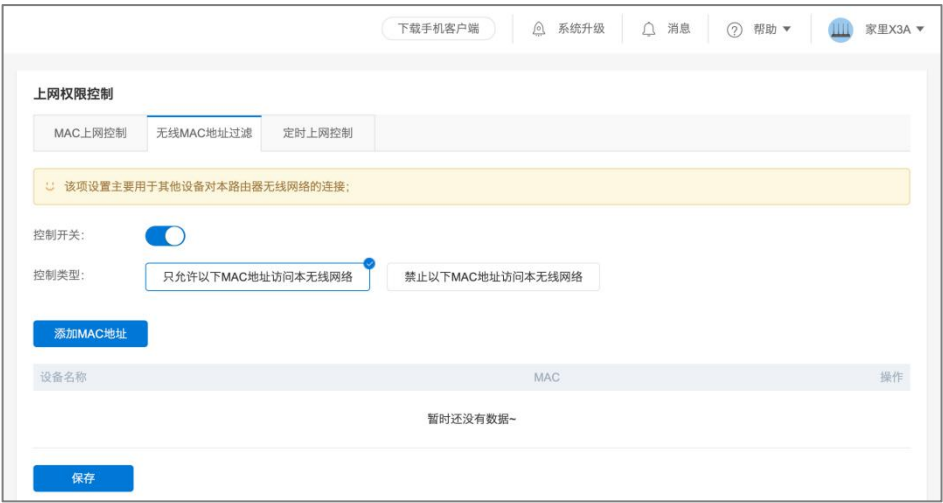 下载手机客户端 系统升级 消息 帮助 家里X3A
上网权限控制
MAC上网控制 无线MAC地址过滤 定时上网控制
该项设置主要用于其他设备对本路由器无线网络的连接;
控制开关:
控制类型: 只允许以下MAC地址访问本无线网络 禁止以下MAC地址访问本无线网络
添加MAC地址
设备名称 MAC 操作
暂时还没有数据~
保存